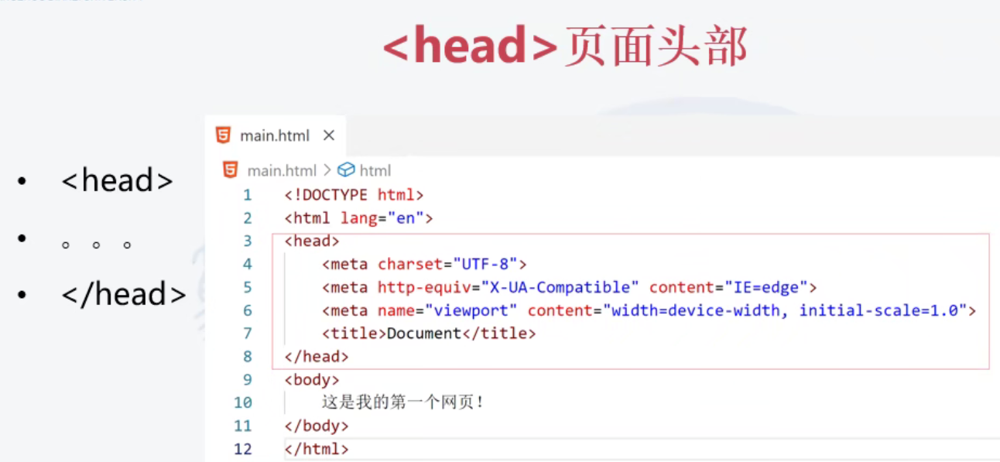 <head>页面头部
• <head>
• 。。。
• </head>
main.html ×
main.html > html
1 <!DOCTYPE html>
2 <html lang="en">
3 <head>
4 <meta charset="UTF-8">
5 <meta http-equiv="X-UA-Compatible" content="IE=edge">
6 <meta name="viewport" content="width=device-width, initial-scale=1.0">
7 <title>Document</title>
8 </head>
9 <body>
10 这是我的第一个网页!
11 </body>
12 </html>